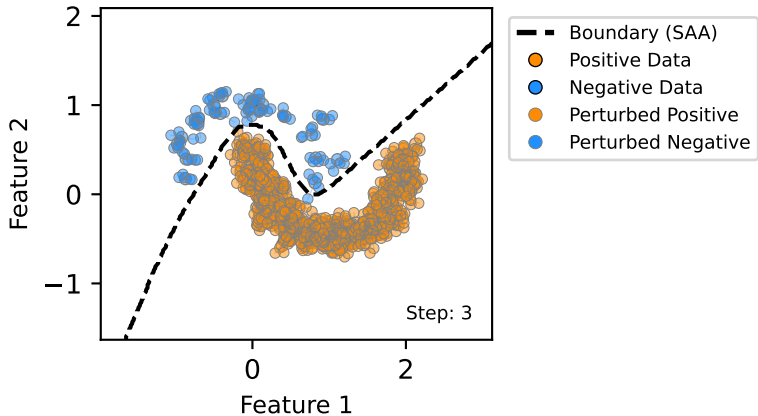 2
1
0
−1
0
2
Feature 2
Feature 1
Step: 3
Boundary (SAA)
Positive Data
Negative Data
Perturbed Positive
Perturbed Negative